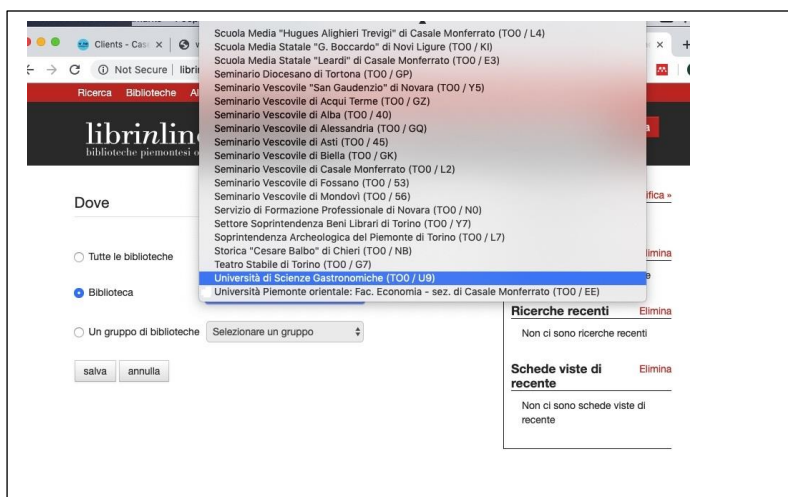 Scuola Media "Hugues Alighieri Trevigi" di Casale Monferrato (TO0 / L4)
Scuola Media Statale "G. Boccardo" di Novi Ligure (TO0 / KI)
Scuola Media Statale "Leardi" di Casale Monferrato (TO0 / E3)
Seminario Diocesano di Tortona (TO0 / GP)
Seminario Vescovile "San Gaudenzio" di Novara (TO0 / Y5)
Seminario Vescovile di Acqui Terme (TO0 / GZ)
Seminario Vescovile di Alba (TO0 / 40)
Seminario Vescovile di Alessandria (TO0 / GQ)
Seminario Vescovile di Asti (TO0 / 45)
Seminario Vescovile di Biella (TO0 / GK)
Seminario Vescovile di Casale Monferrato (TO0 / L2)
Seminario Vescovile di Fossano (TO0 / 53)
Seminario Vescovile di Mondovì (TO0 / 56)
Servizio di Formazione Professionale di Novara (TO0 / N0)
Settore Soprintendenza Beni Librari di Torino (TO0 / Y7)
Soprintendenza Archeologica del Piemonte di Torino (TO0 / L7)
Storica "Cesare Balbo" di Chieri (TO0 / NB)
Teatro Stabile di Torino (TO0 / G7)
Università di Scienze Gastronomiche (TO0 / U9)
Università Piemonte orientale: Fac. Economia - sez. di Casale Monferrato (TO0 / EE)
Clients - Cas
Not Secure | libri
Ricerca Biblioteche Al
librinlin
biblioteche piemontesi o
Dove
Tutte le biblioteche
Biblioteca
Un gruppo di biblioteche Selezionare un gruppo
salva annulla
ifica »
limina
Ricerche recenti Elimina
Non ci sono ricerche recenti
Schede viste di recente Elimina
Non ci sono schede viste di
recente